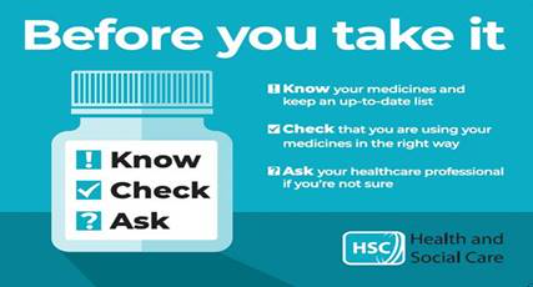 Before you take it
! Know
✓ Check
? Ask
! Know your medicines and
keep an up-to-date list
✓ Check that you are using your
medicines in the right way
? Ask your healthcare professional
if you're not sure
HSC
Health and
Social Care